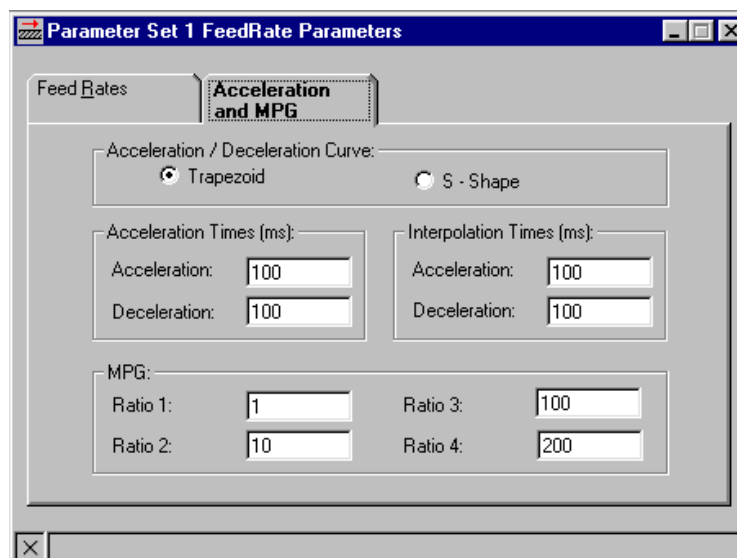 Parameter Set 1 FeedRate Parameters
Feed Rates
Acceleration
and MPG
Acceleration / Deceleration Curve:
Trapezoid
S - Shape
Acceleration Times (ms):
Acceleration: 100
Deceleration: 100
Interpolation Times (ms):
Acceleration: 100
Deceleration: 100
MPG:
Ratio 1: 1
Ratio 2: 10
Ratio 3: 100
Ratio 4: 200